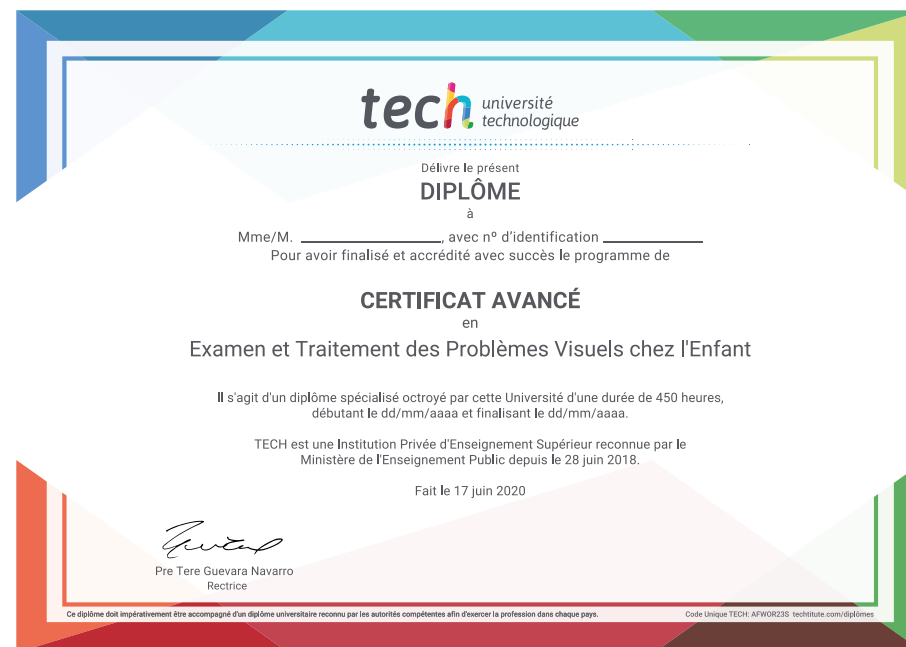 tech université
technologique
Délivre le présent
DIPLÔME
à
Mme/M. ____________________, avec nº d'identification ______________
Pour avoir finalisé et accrédité avec succès le programme de
CERTIFICAT AVANCÉ
en
Examen et Traitement des Problèmes Visuels chez l'Enfant
Il s'agit d'un diplôme spécialisé octroyé par cette Université d'une durée de 450 heures,
débutant le dd/mm/aaaa et finalisant le dd/mm/aaaa.
TECH est une Institution Privée d'Enseignement Supérieur reconnue par le
Ministère de l'Enseignement Public depuis le 28 juin 2018.
Fait le 17 juin 2020
Pre Tere Guevara Navarro
Rectrice
Ce diplôme doit impérativement être accompagné d'un diplôme universitaire reconnu par les autorités compétentes afin d'exercer la profession dans chaque pays.
Code Unique TECH: AFWOR23S techtitute.com/diplômes